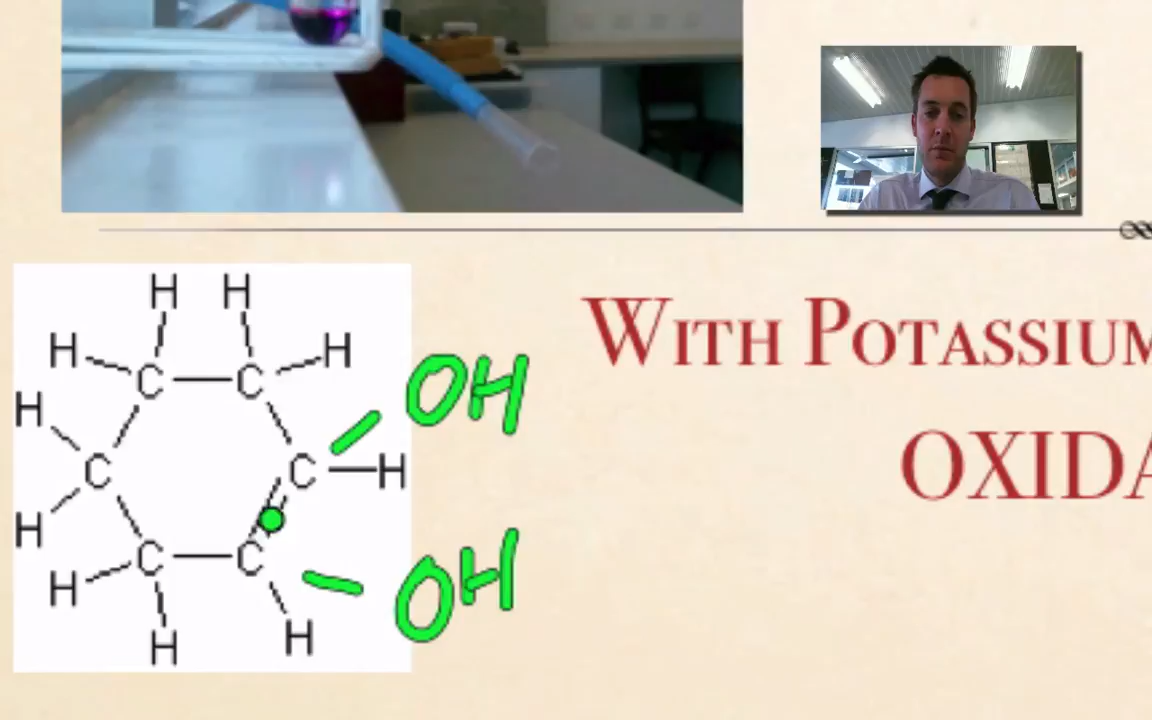 WITH POTASSIUM
OXIDA
H H
H C C H
H
OH
C C H
H
C C
OH
H
H H